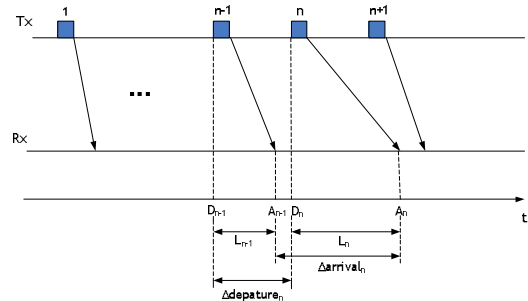 Tx 1 n-1 n n+1
...
Rx
Dn-1 An-1 Dn An t
Ln-1 Ln
Δarrivaln
Δdepaturen